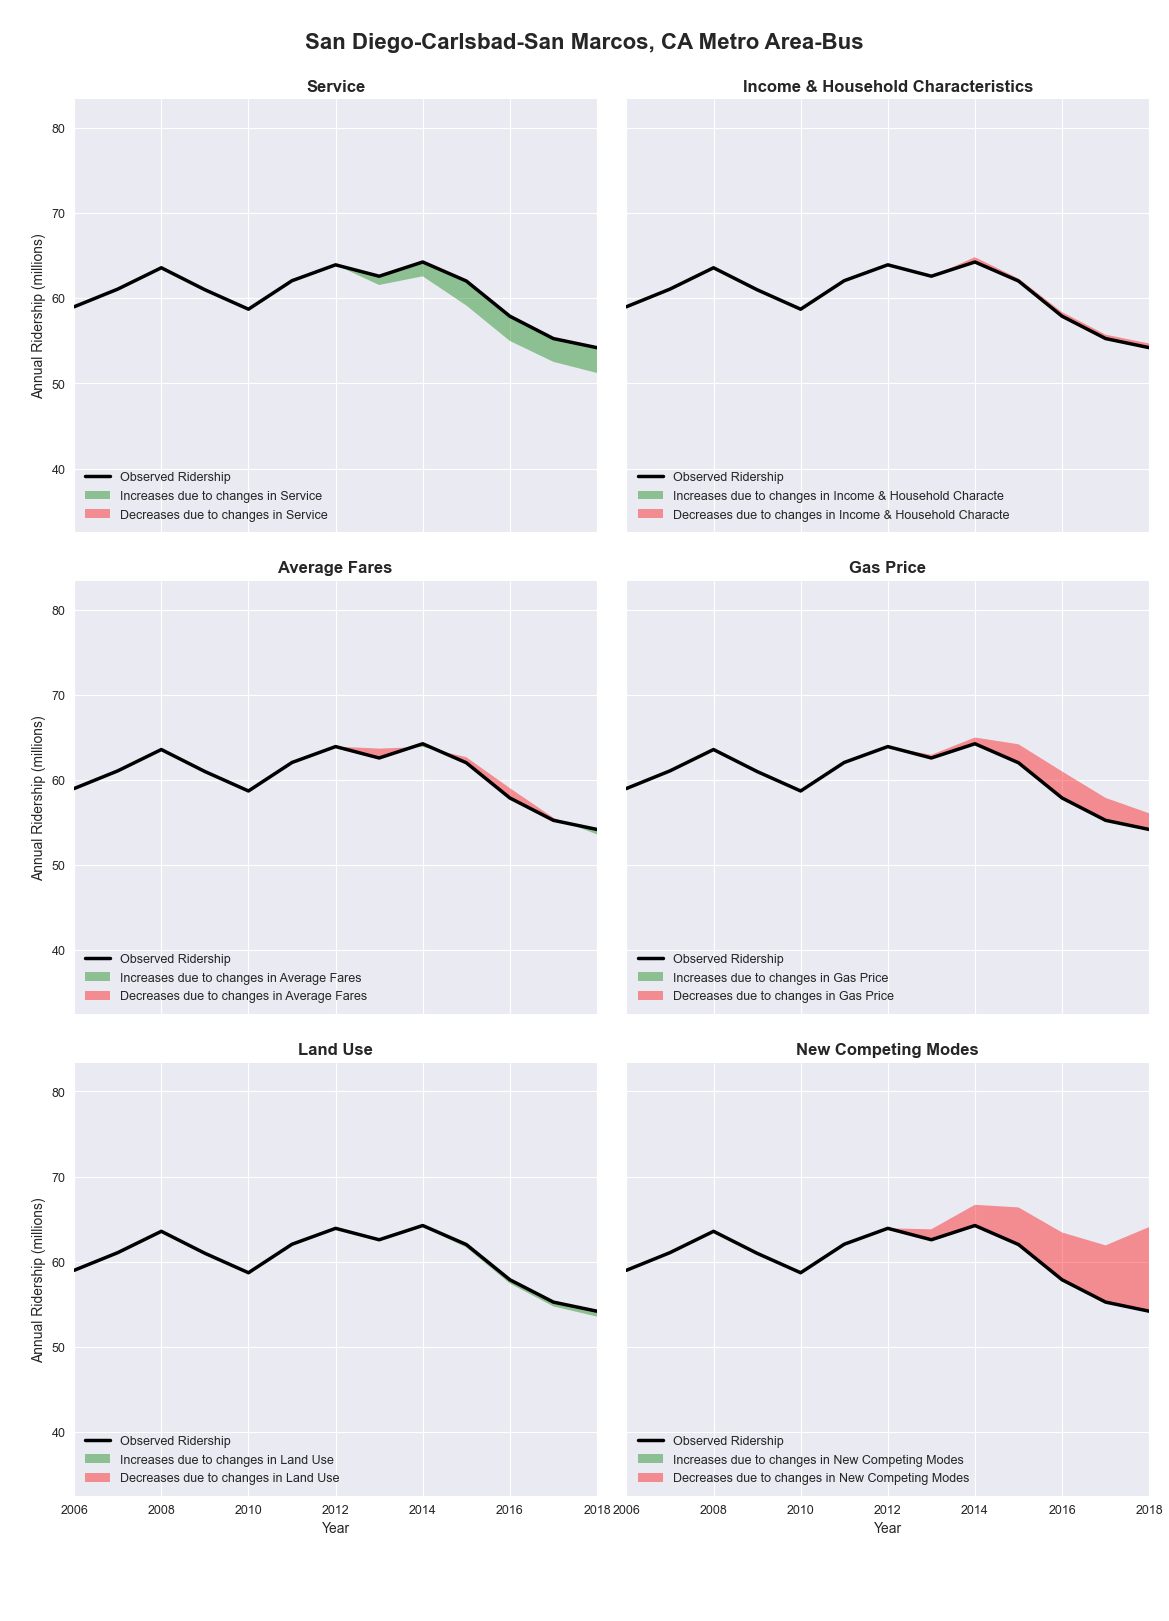 San Diego-Carlsbad-San Marcos, CA Metro Area-Bus
Service
Income & Household Characteristics
80
70
60
50
40
Annual Ridership (millions)
Observed Ridership
Increases due to changes in Service
Decreases due to changes in Service
Observed Ridership
Increases due to changes in Income & Household Characte
Decreases due to changes in Income & Household Characte
Average Fares
Gas Price
80
70
60
50
40
Annual Ridership (millions)
Observed Ridership
Increases due to changes in Average Fares
Decreases due to changes in Average Fares
Observed Ridership
Increases due to changes in Gas Price
Decreases due to changes in Gas Price
Land Use
New Competing Modes
80
70
60
50
40
Annual Ridership (millions)
Observed Ridership
Increases due to changes in Land Use
Decreases due to changes in Land Use
Observed Ridership
Increases due to changes in New Competing Modes
Decreases due to changes in New Competing Modes
2006 2008 2010 2012 2014 2016 2018
2006 2008 2010 2012 2014 2016 2018
Year
Year